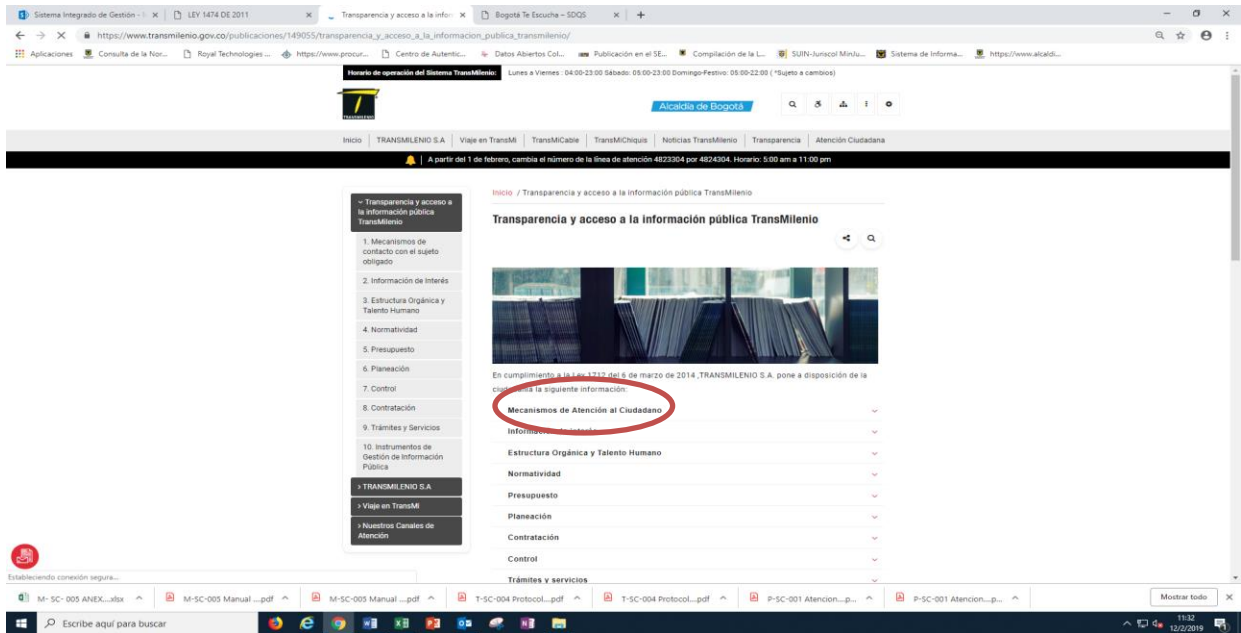 Sistema Integrado de Gestión - I
LEY 1474 DE 2011
Transparencia y acceso a la infor
Bogotá Te Escucha – SDQS
https://www.transmilenio.gov.co/publicaciones/149055/transparencia_y_acceso_a_la_informacion_publica_transmilenio/
Aplicaciones
Consulta de la Nor...
Royal Technologies ...
https://www.procur...
Centro de Autentic...
Datos Abiertos Col...
Publicación en el SE...
Compilación de la L...
SUIN-Juriscol MinJu...
Sistema de Informa...
https://www.alcaldi...
Horario de operación del Sistema TransMilenio: Lunes a Viernes : 04:00-23:00 Sábado: 05:00-23:00 Domingo-Festivo: 05:00-22:00 ( *Sujeto a cambios)
TRANSMILENIO
Alcaldía de Bogotá
Inicio
TRANSMILENIO S.A
Viaje en TransMi
TransMiCable
TransMiChiquis
Noticias TransMilenio
Transparencia
Atención Ciudadana
A partir del 1 de febrero, cambia el número de la línea de atención 4823304 por 4824304. Horario: 5:00 am a 11:00 pm
Transparencia y acceso a
la información pública
TransMilenio
1. Mecanismos de
contacto con el sujeto
obligado
2. Información de Interés
3. Estructura Orgánica y
Talento Humano
4. Normatividad
5. Presupuesto
6. Planeación
7. Control
8. Contratación
9. Trámites y Servicios
10. Instrumentos de
Gestión de Información
Pública
> TRANSMILENIO S.A
> Viaje en TransMi
> Nuestros Canales de
Atención
Inicio / Transparencia y acceso a la información pública TransMilenio
Transparencia y acceso a la información pública TransMilenio
En cumplimiento a la Ley 1712 del 6 de marzo de 2014 ,TRANSMILENIO S.A. pone a disposición de la
ciudadanía la siguiente información:
Mecanismos de Atención al Ciudadano
Información de interés
Estructura Orgánica y Talento Humano
Normatividad
Presupuesto
Planeación
Contratación
Control
Trámites y servicios
Estableciendo conexión segura...
M- SC- 005 ANEX....xlsx
M-SC-005 Manual ....pdf
M-SC-005 Manual ....pdf
T-SC-004 Protocol....pdf
T-SC-004 Protocol....pdf
P-SC-001 Atencion....p...
P-SC-001 Atencion....p...
Mostrar todo
Escribe aquí para buscar
11:32
12/2/2019